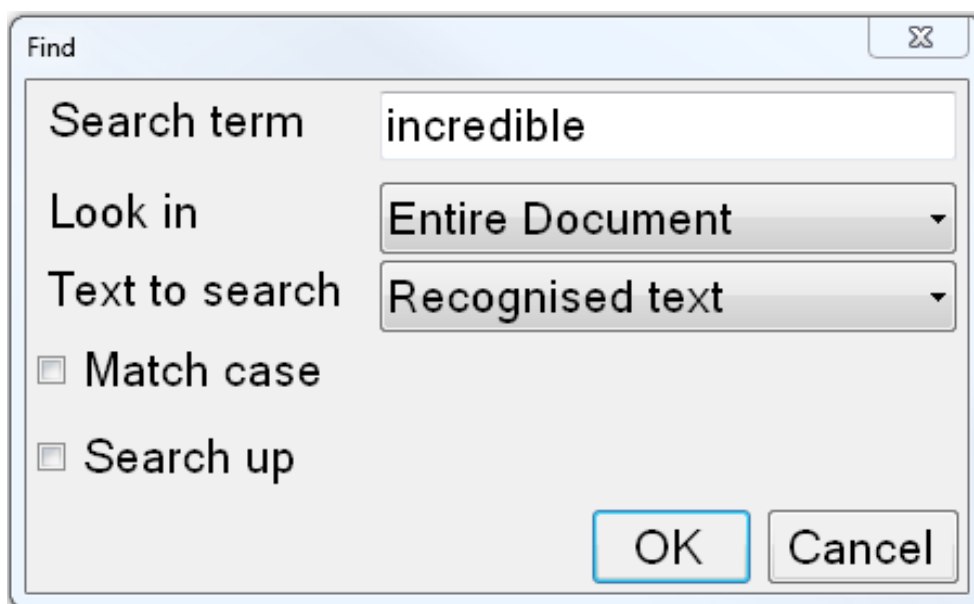 Find
Search term incredible
Look in Entire Document
Text to search Recognised text
Match case
Search up
OK Cancel